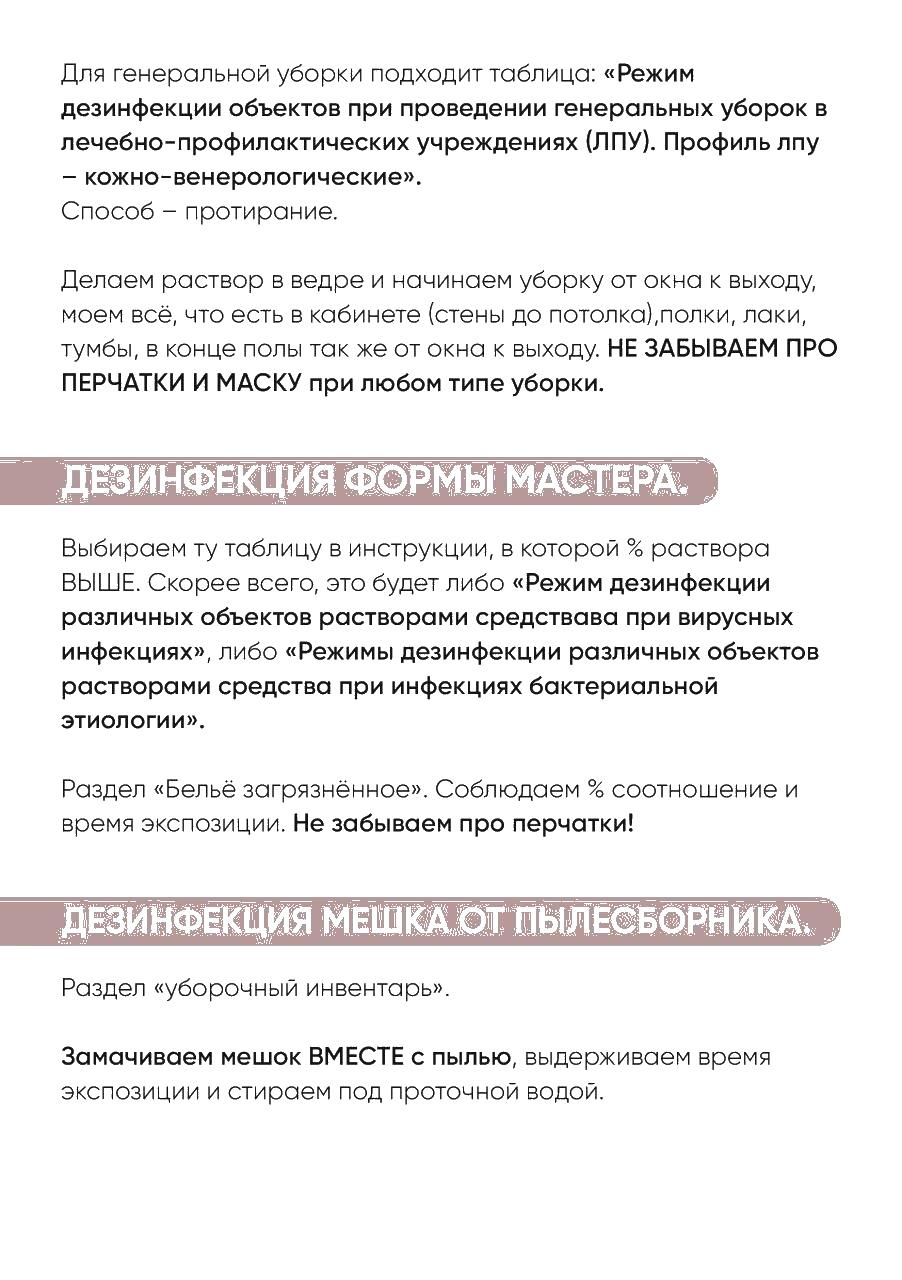 Для генеральной уборки подходит таблица: «Режим
дезинфекции объектов при проведении генеральных уборок в
лечебно-профилактических учреждениях (ЛПУ). Профиль лпу
– кожно-венерологические».
Способ – протирание.
Делаем раствор в ведре и начинаем уборку от окна к выходу,
моем всё, что есть в кабинете (стены до потолка),полки, лаки,
тумбы, в конце полы так же от окна к выходу. НЕ ЗАБЫВАЕМ ПРО
ПЕРЧАТКИ И МАСКУ при любом типе уборки.
ДЕЗИНФЕКЦИЯ ФОРМЫ МАСТЕРА.
Выбираем ту таблицу в инструкции, в которой % раствора
ВЫШЕ. Скорее всего, это будет либо «Режим дезинфекции
различных объектов растворами средствава при вирусных
инфекциях», либо «Режимы дезинфекции различных объектов
растворами средства при инфекциях бактериальной
этиологии».
Раздел «Бельё загрязнённое». Соблюдаем % соотношение и
время экспозиции. Не забываем про перчатки!
ДЕЗИНФЕКЦИЯ МЕШКА ОТ ПЫЛЕСБОРНИКА.
Раздел «уборочный инвентарь».
Замачиваем мешок ВМЕСТЕ с пылью, выдерживаем время
экспозиции и стираем под проточной водой.